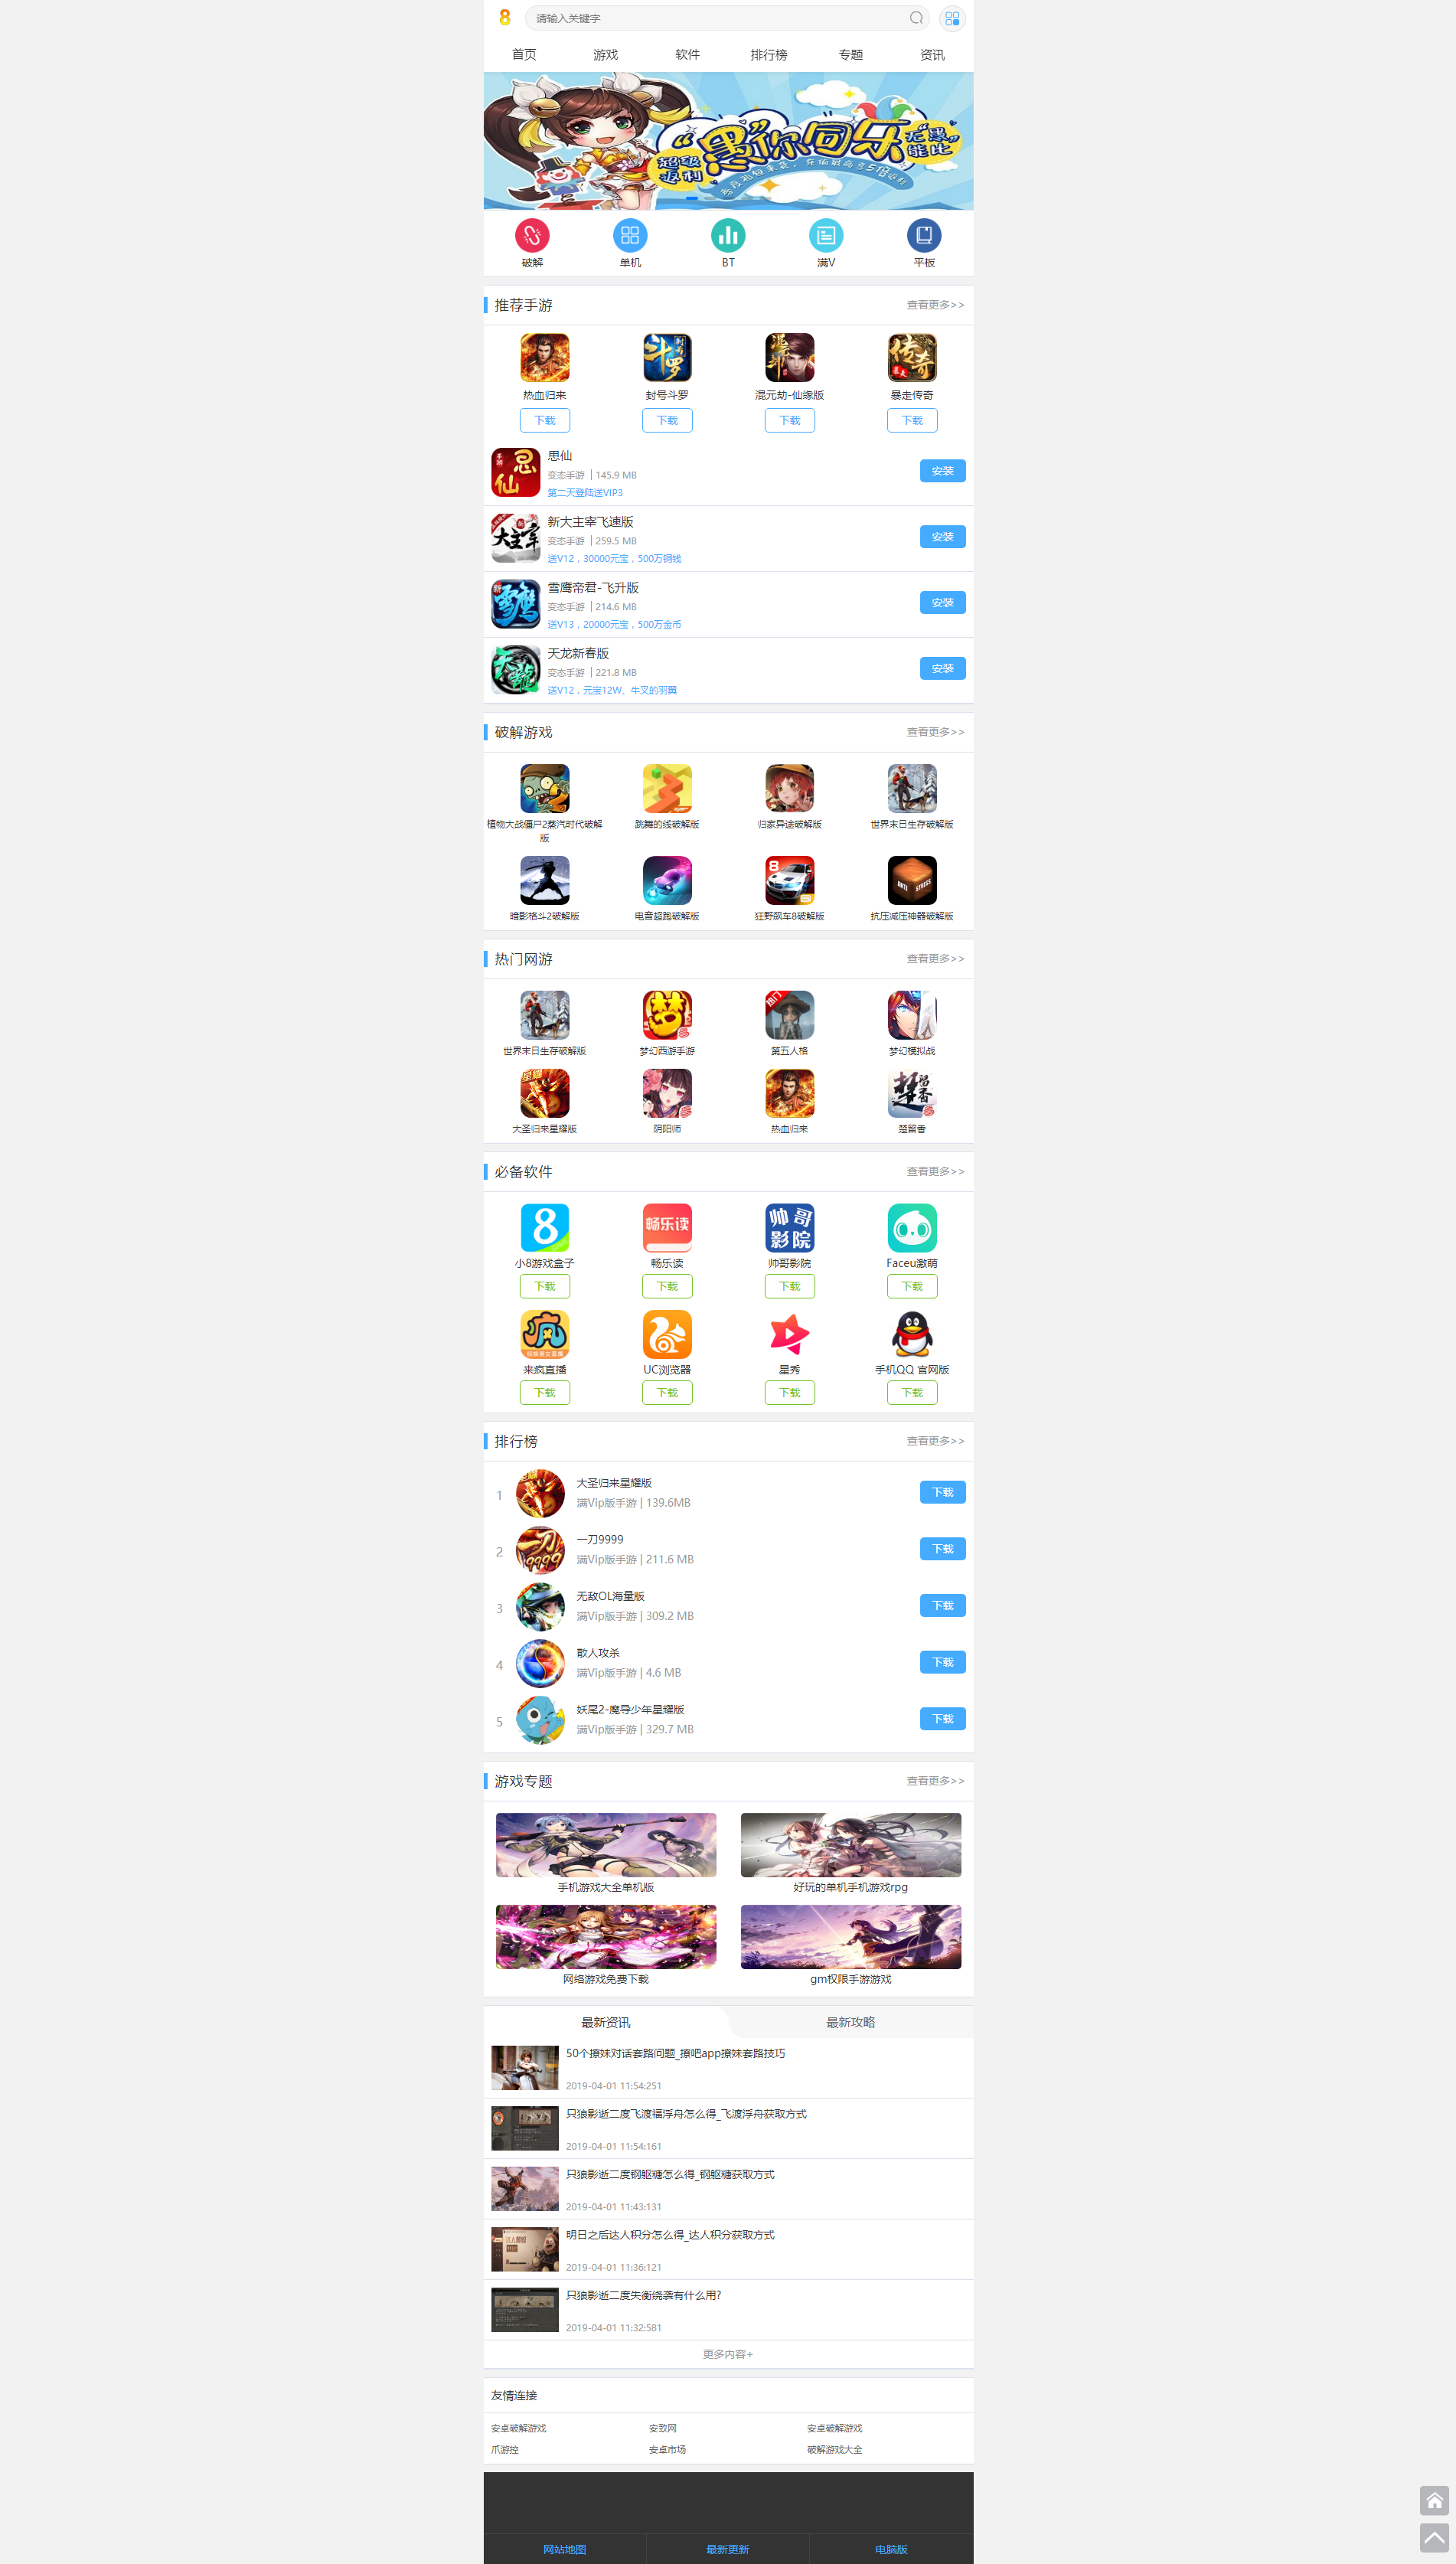 8
请输入关键字
首页 游戏 软件 排行榜 专题 资讯
“愚”你同乐
超级返利
无愚能比
破解 单机 BT 满V 平板
推荐手游 查看更多>>
热血归来 封号斗罗 混元劫-仙缘版 暴走传奇
下载 下载 下载 下载
思仙
变态手游 | 145.9 MB
安装
第二天登陆送VIP3
新大主宰飞速版
变态手游 | 259.5 MB
安装
送V12，30000元宝，500万铜钱
雪鹰帝君-飞升版
变态手游 | 214.6 MB
安装
送V13，20000元宝，500万金币
天龙新春版
变态手游 | 221.8 MB
安装
送V12，元宝12W、牛叉的羽翼
破解游戏 查看更多>>
植物大战僵尸2蒸汽时代破解版 跳舞的线破解版 归家异途破解版 世界末日生存破解版
暗影格斗2破解版 电音超跑破解版 狂野飙车8破解版 抗压减压神器破解版
热门网游 查看更多>>
世界末日生存破解版 梦幻西游手游 第五人格 梦幻模拟战
大圣归来星耀版 阴阳师 热血归来 楚留香
必备软件 查看更多>>
8 畅乐读 帅哥影院
小8游戏盒子 畅乐读 帅哥影院 Faceu激萌
下载 下载 下载 下载
来疯直播 UC浏览器 星秀 手机QQ 官网版
下载 下载 下载 下载
排行榜 查看更多>>
1 大圣归来星耀版
满Vip版手游 | 139.6MB
下载
2 一刀9999
满Vip版手游 | 211.6 MB
下载
3 无敌OL海量版
满Vip版手游 | 309.2 MB
下载
4 散人攻杀
满Vip版手游 | 4.6 MB
下载
5 妖尾2-魔导少年星耀版
满Vip版手游 | 329.7 MB
下载
游戏专题 查看更多>>
手机游戏大全单机版 好玩的单机手机游戏rpg
网络游戏免费下载 gm权限手游游戏
最新资讯 最新攻略
50个撩妹对话套路问题_撩吧app撩妹套路技巧
2019-04-01 11:54:251
只狼影逝二度飞渡福浮舟怎么得_飞渡浮舟获取方式
2019-04-01 11:54:161
只狼影逝二度钢躯糖怎么得_钢躯糖获取方式
2019-04-01 11:43:131
明日之后达人积分怎么得_达人积分获取方式
2019-04-01 11:36:121
只狼影逝二度失衡绕袭有什么用?
2019-04-01 11:32:581
更多内容+
友情连接
安卓破解游戏 安致网 安卓破解游戏
爪游控 安卓市场 破解游戏大全
网站地图 最新更新 电脑版